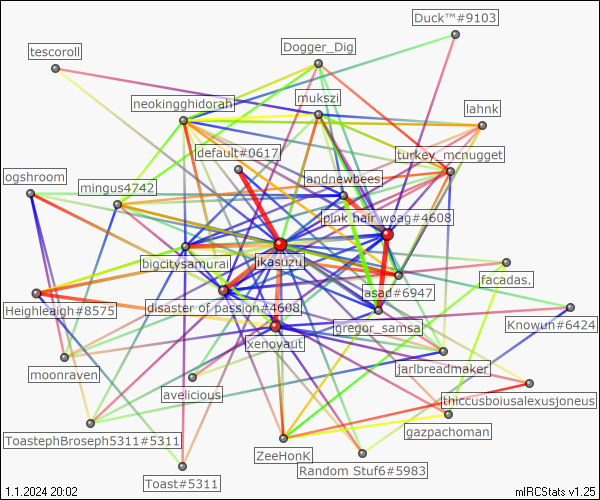 Duck™#9103
tescoroll
Dogger_Dig
mukszi
neokingghidorah
lahnk
default#0617
turkey_mcnugget
andnewbees
ogshroom
mingus4742
pink hair woag#4608
jkasuzuj
bigcitysamurai
facadas.
asad#6947
disaster of passion#4608
Heighleaigh#8575
Knowun#6424
gregor_samsa
xenoyaut
moonraven
jarlbreadmaker
avelicious
thiccusboiusalexusjoneus
ToastephBroseph5311#5311
gazpachoman
ZeeHonK
Random Stuf6#5983
Toast#5311
1.1.2024 20:02
mIRCStats v1.25